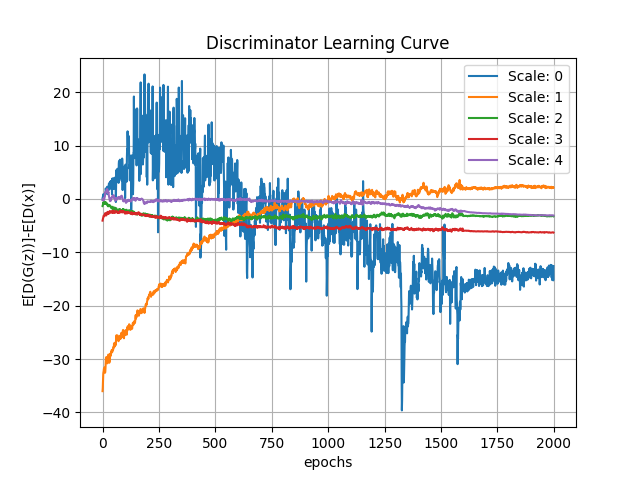 Discriminator Learning Curve
E[D(G(z))]-E[D(x)]
20
10
0
−10
−20
−30
−40
Scale: 0
Scale: 1
Scale: 2
Scale: 3
Scale: 4
0 250 500 750 1000 1250 1500 1750 2000
epochs